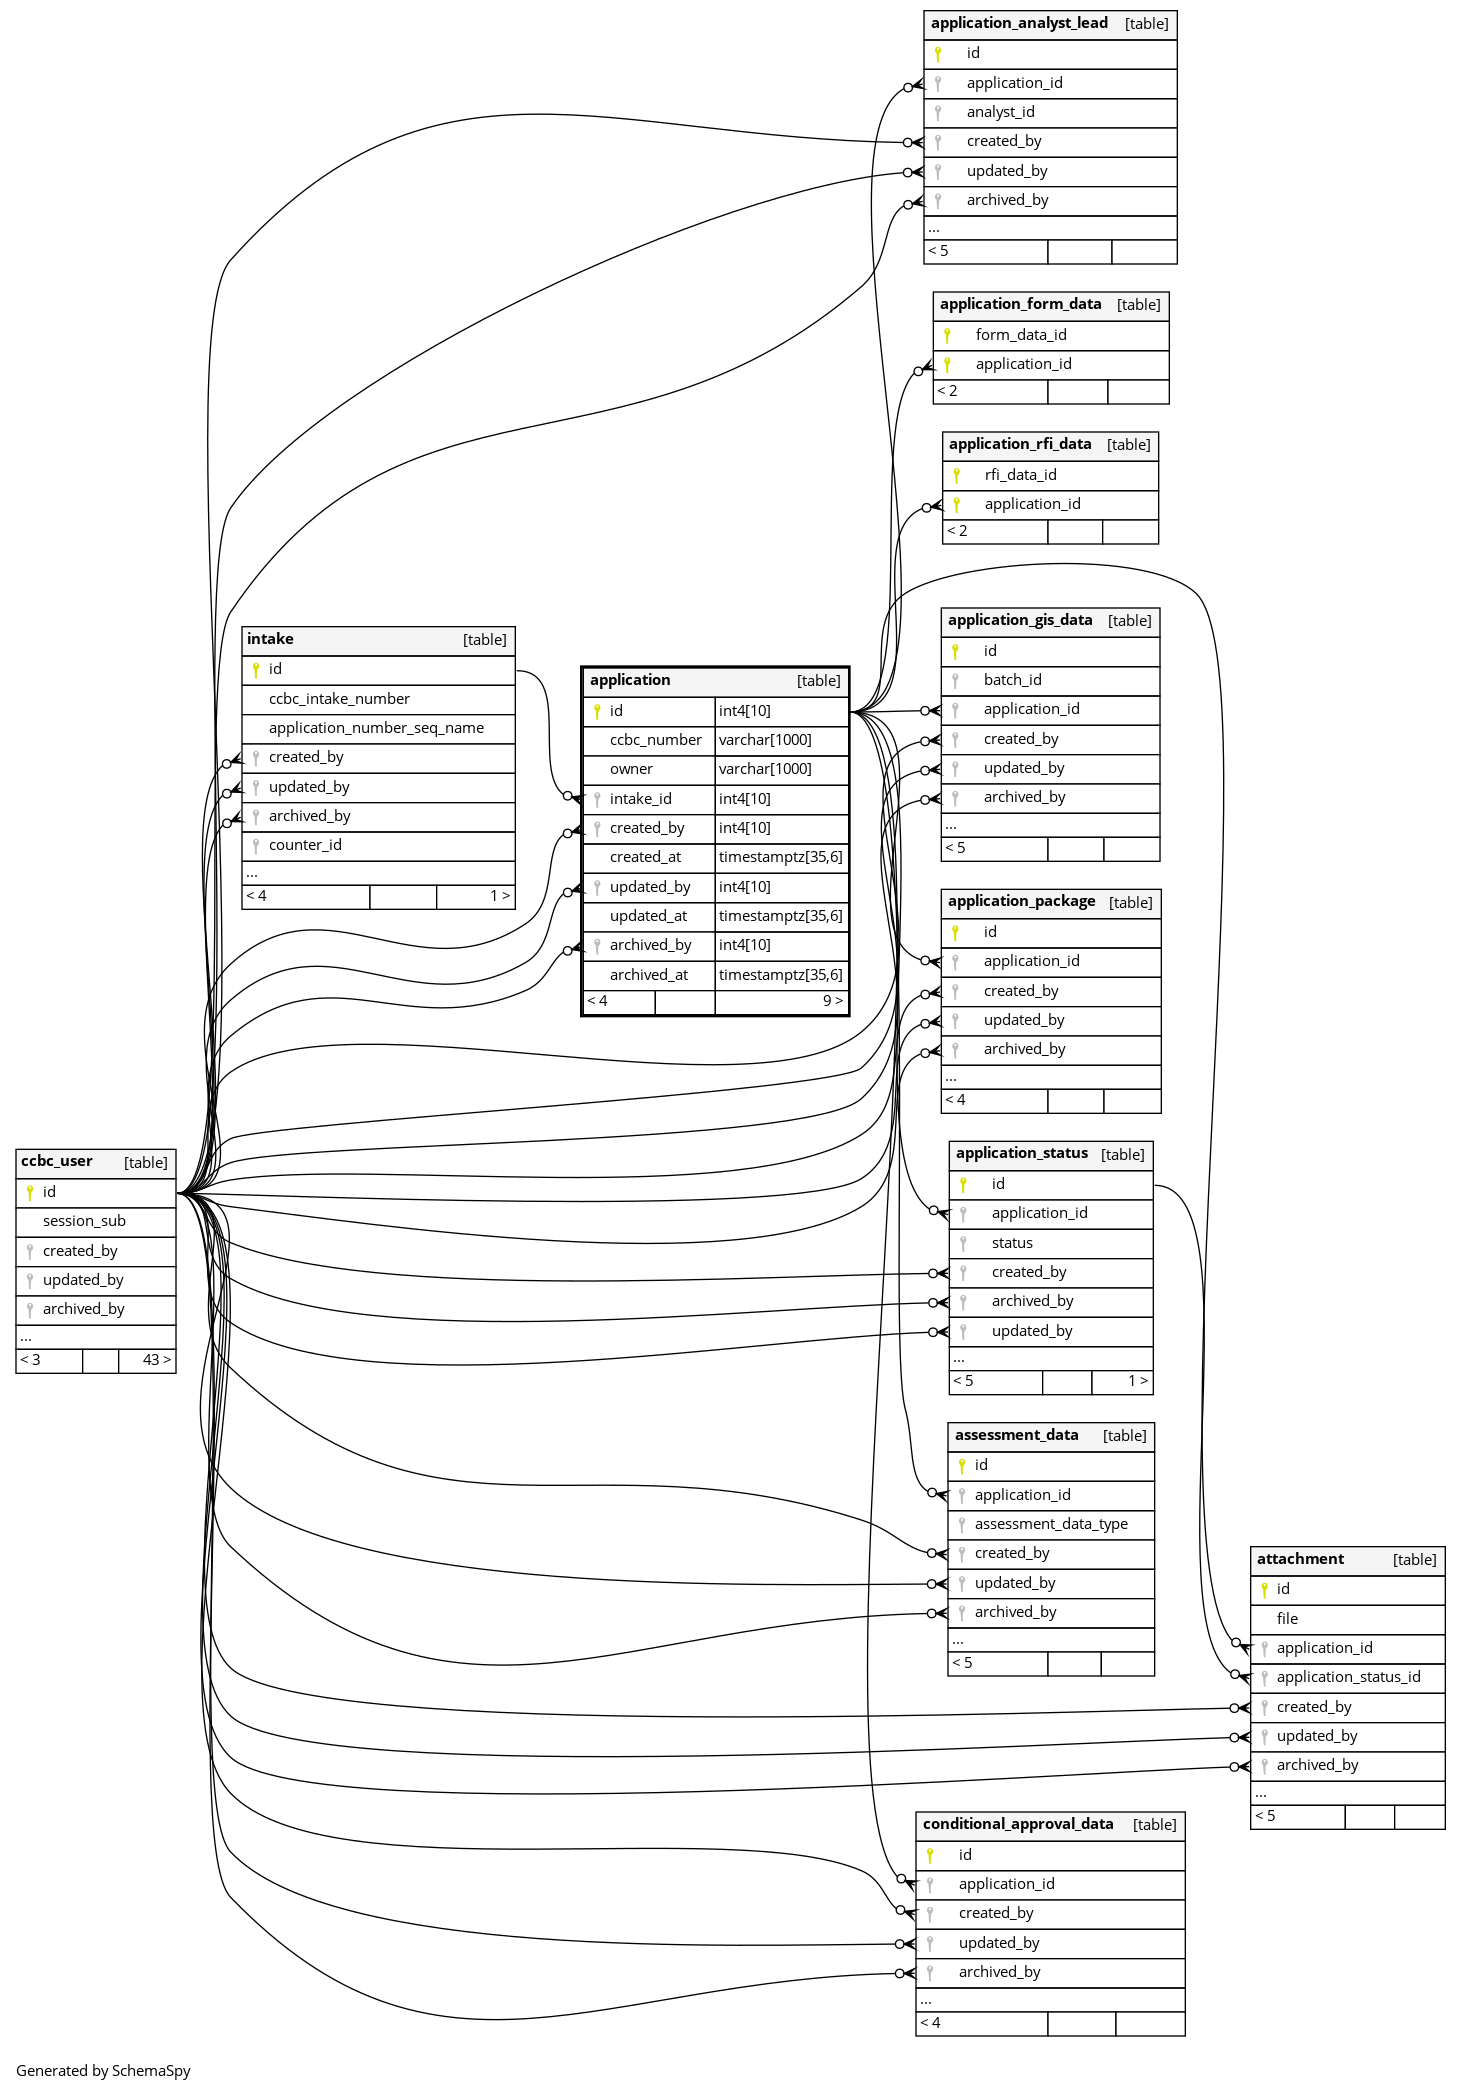 application_analyst_lead [table]
id
application_id
analyst_id
created_by
updated_by
archived_by
...
< 5
application_form_data [table]
form_data_id
application_id
< 2
application_rfi_data [table]
rfi_data_id
application_id
< 2
application_gis_data [table]
id
batch_id
application_id
created_by
updated_by
archived_by
...
< 5
intake [table]
id
ccbc_intake_number
application_number_seq_name
created_by
updated_by
archived_by
counter_id
...
< 4 1 >
application [table]
id int4[10]
ccbc_number varchar[1000]
owner varchar[1000]
intake_id int4[10]
created_by int4[10]
created_at timestamptz[35,6]
updated_by int4[10]
updated_at timestamptz[35,6]
archived_by int4[10]
archived_at timestamptz[35,6]
< 4 9 >
application_package [table]
id
application_id
created_by
updated_by
archived_by
...
< 4
ccbc_user [table]
id
session_sub
created_by
updated_by
archived_by
...
< 3 43 >
application_status [table]
id
application_id
status
created_by
archived_by
updated_by
...
< 5 1 >
assessment_data [table]
id
application_id
assessment_data_type
created_by
updated_by
archived_by
...
< 5
attachment [table]
id
file
application_id
application_status_id
created_by
updated_by
archived_by
...
< 5
conditional_approval_data [table]
id
application_id
created_by
updated_by
archived_by
...
< 4
Generated by SchemaSpy